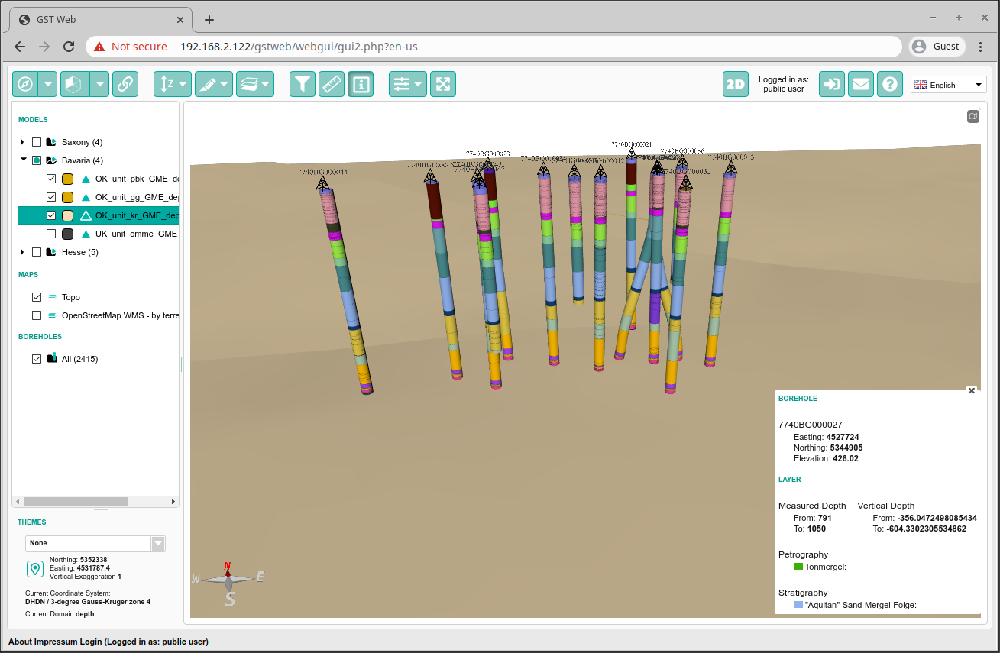 GST Web
Not secure
192.168.2.122/gstweb/webgui/gui2.php?en-us
Guest
Z
2D
Logged in as:
public user
English
MODELS
Saxony (4)
Bavaria (4)
OK_unit_pbk_GME_de
OK_unit_gg_GME_dep
OK_unit_kr_GME_dep
UK_unit_omme_GME_
Hesse (5)
MAPS
Topo
OpenStreetMap WMS - by terre
BOREHOLES
All (2415)
THEMES
None
Northing: 5352338
Easting: 4531787.4
Vertical Exaggeration 1
Current Coordinate System:
DHDN / 3-degree Gauss-Kruger zone 4
Current Domain:depth
7740BG000021
7740BG000023
7740BG000044
7740BG000015
N
W
E
S
BOREHOLE
7740BG000027
Easting: 4527724
Northing: 5344905
Elevation: 426.02
LAYER
Measured Depth Vertical Depth
From: 791 From: -356.0472498085434
To: 1050 To: -604.3302305534862
Petrography
Tonmergel:
Stratigraphy
"Aquitan"-Sand-Mergel-Folge:
About Impressum Login (Logged in as: public user)